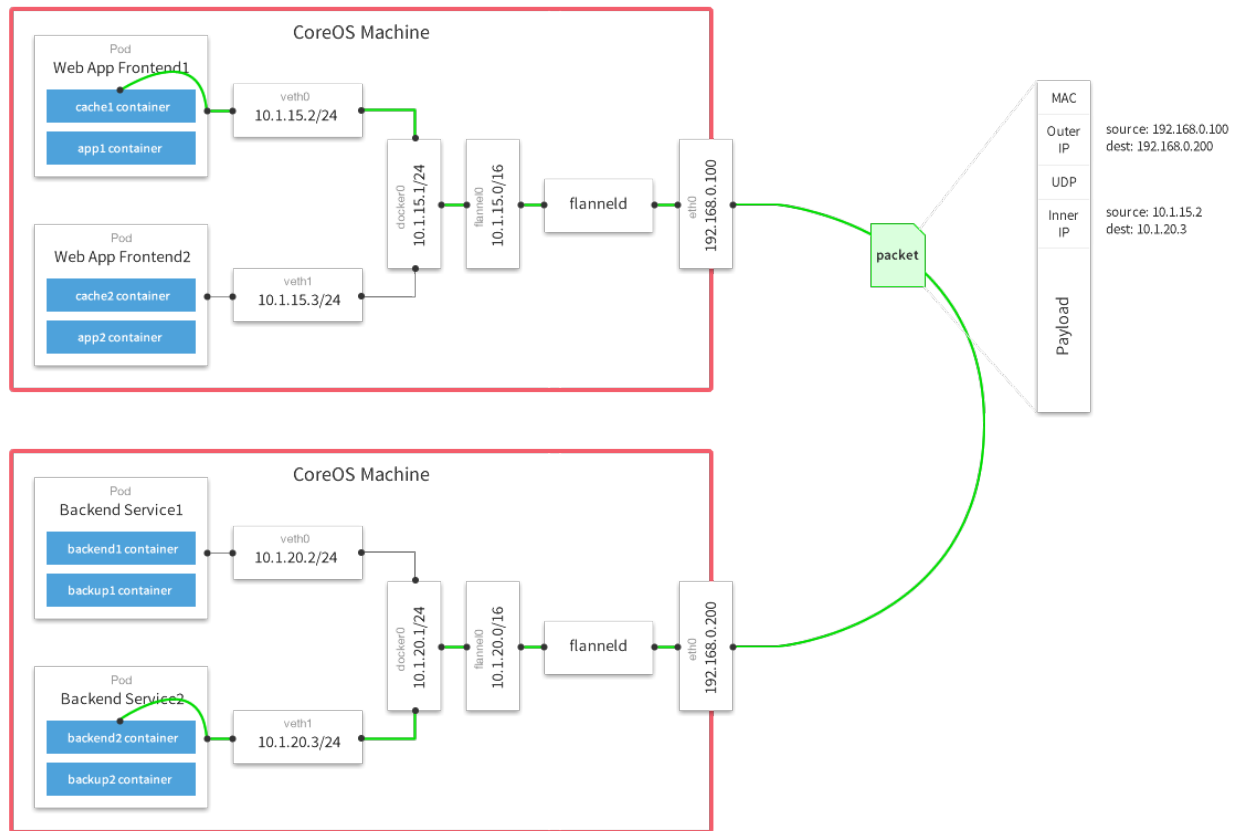 CoreOS Machine
Pod
Web App Frontend1
cache1 container
app1 container
veth0
10.1.15.2/24
Pod
Web App Frontend2
cache2 container
app2 container
veth1
10.1.15.3/24
docker0
10.1.15.1/24
flannel0
10.1.15.0/16
flanneld
eth0
192.168.0.100
packet
MAC
Outer
IP
source: 192.168.0.100
dest: 192.168.0.200
UDP
Inner
IP
source: 10.1.15.2
dest: 10.1.20.3
Payload
CoreOS Machine
Pod
Backend Service1
backend1 container
backup1 container
veth0
10.1.20.2/24
Pod
Backend Service2
backend2 container
backup2 container
veth1
10.1.20.3/24
docker0
10.1.20.1/24
flannel0
10.1.20.0/16
flanneld
eth0
192.168.0.200